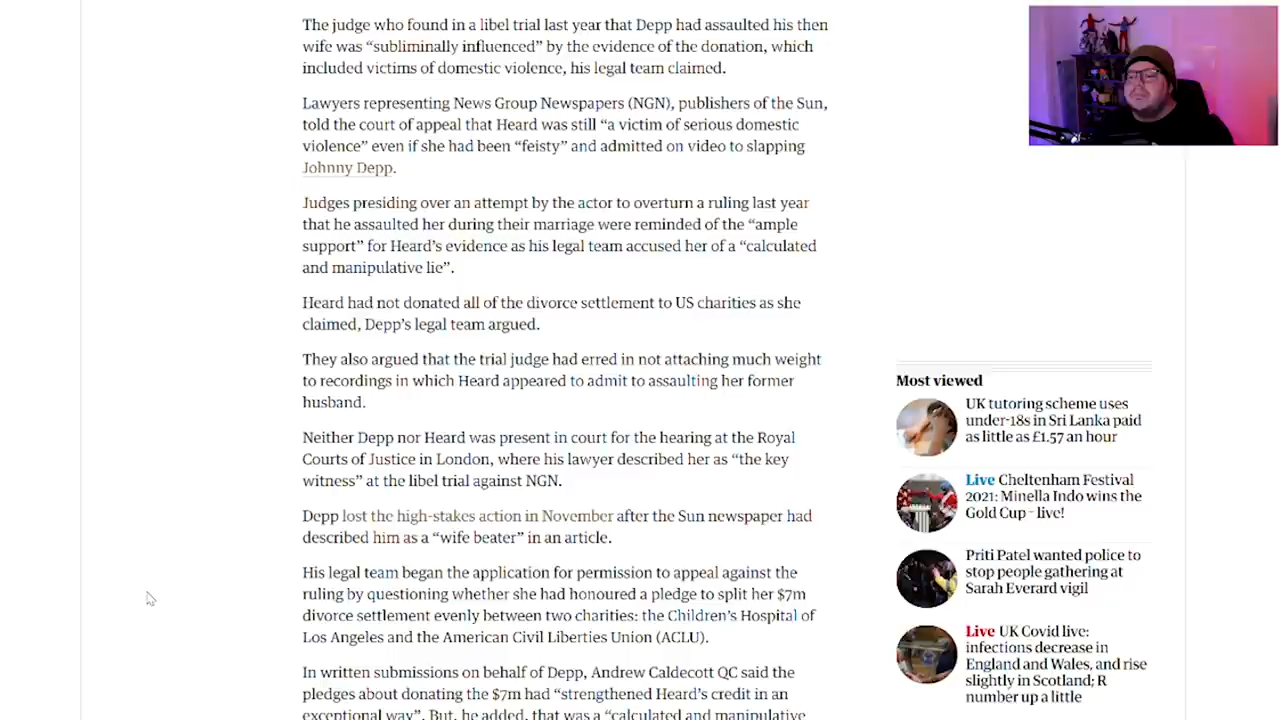 The judge who found in a libel trial last year that Depp had assaulted his then
wife was “subliminally influenced” by the evidence of the donation, which
included victims of domestic violence, his legal team claimed.
Lawyers representing News Group Newspapers (NGN), publishers of the Sun,
told the court of appeal that Heard was still “a victim of serious domestic
violence” even if she had been “feisty” and admitted on video to slapping
Johnny Depp.
Judges presiding over an attempt by the actor to overturn a ruling last year
that he assaulted her during their marriage were reminded of the “ample
support” for Heard’s evidence as his legal team accused her of a “calculated
and manipulative lie”.
Heard had not donated all of the divorce settlement to US charities as she
claimed, Depp’s legal team argued.
They also argued that the trial judge had erred in not attaching much weight
to recordings in which Heard appeared to admit to assaulting her former
husband.
Neither Depp nor Heard was present in court for the hearing at the Royal
Courts of Justice in London, where his lawyer described her as “the key
witness” at the libel trial against NGN.
Depp lost the high-stakes action in November after the Sun newspaper had
described him as a “wife beater” in an article.
His legal team began the application for permission to appeal against the
ruling by questioning whether she had honoured a pledge to split her $7m
divorce settlement evenly between two charities: the Children’s Hospital of
Los Angeles and the American Civil Liberties Union (ACLU).
In written submissions on behalf of Depp, Andrew Caldecott QC said the
pledges about donating the $7m had “strengthened Heard’s credit in an
exceptional way”. But, he added, that was a “calculated and manipulative
Most viewed
UK tutoring scheme uses
under-18s in Sri Lanka paid
as little as £1.57 an hour
Live Cheltenham Festival
2021: Minella Indo wins the
Gold Cup – live!
Priti Patel wanted police to
stop people gathering at
Sarah Everard vigil
Live UK Covid live:
infections decrease in
England and Wales, and rise
slightly in Scotland; R
number up a little